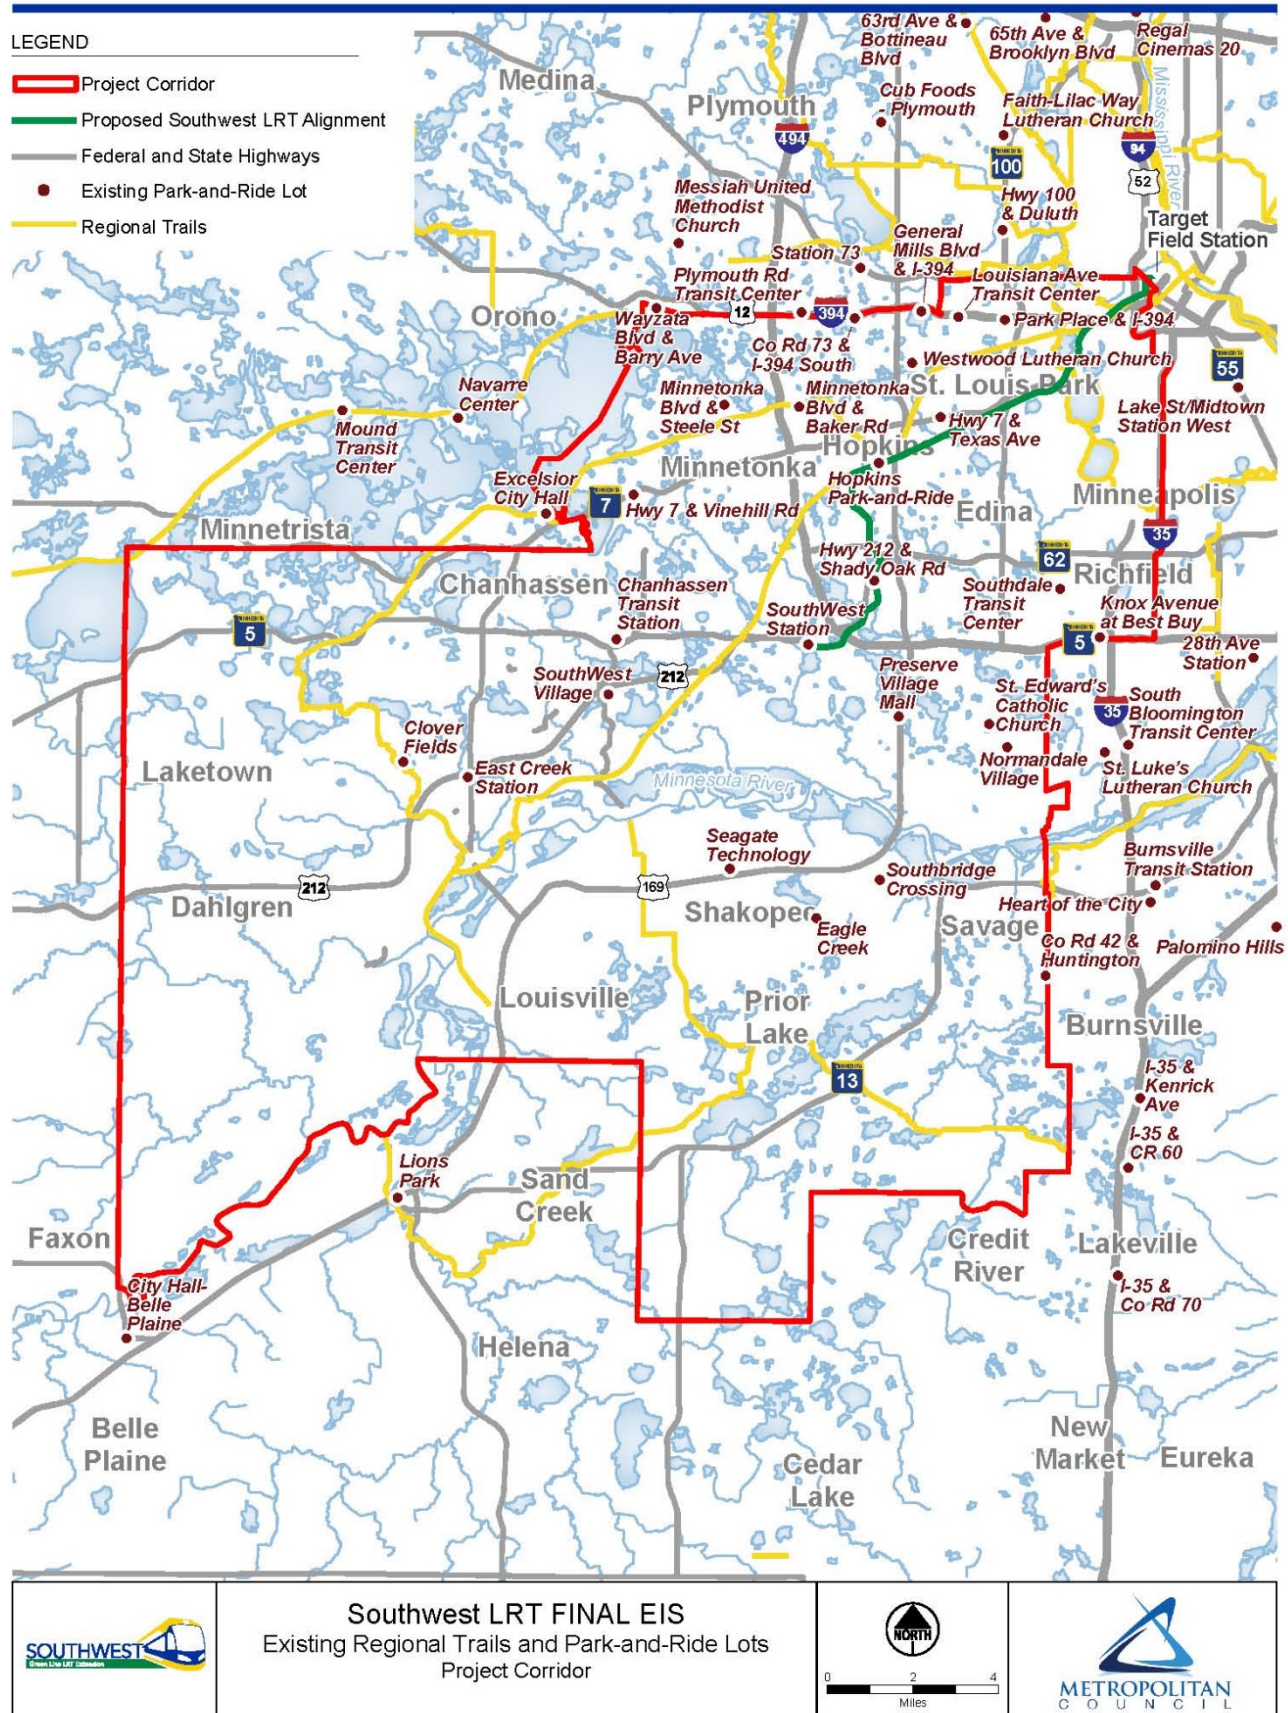 LEGEND
Project Corridor
Proposed Southwest LRT Alignment
Federal and State Highways
Existing Park-and-Ride Lot
Regional Trails
63rd Ave &
Bottineau
Blvd
65th Ave &
Brooklyn Blvd
Regal
Cinemas 20
Medina
Plymouth
Cub Foods
Plymouth
Faith-Lilac Way
Lutheran Church
Mississippi River
494
MINNESOTA
100
94
52
Messiah United
Methodist
Church
Hwy 100
& Duluth
Target
Field Station
General
Mills Blvd
& I-394
Station 73
Plymouth Rd
Transit Center
Louisiana Ave
Transit Center
Orono
Wayzata
Blvd &
Barry Ave
12
394
Park Place & I-394
Co Rd 73 &
I-394 South
Westwood Lutheran Church
MINNESOTA
55
Navarre
Center
Minnetonka
Blvd &
Steele St
Minnetonka
Blvd &
Baker Rd
St. Louis Park
Mound
Transit
Center
Hwy 7 &
Texas Ave
Lake St/Midtown
Station West
Hopkins
Minnetonka
Excelsior
City Hall
MINNESOTA
7
Hwy 7 & Vinehill Rd
Hopkins
Park-and-Ride
Edina
Minneapolis
Minnetrista
35
Hwy 212 &
Shady Oak Rd
MINNESOTA
62
Richfield
Chanhassen
Chanhassen
Transit
Station
SouthWest
Station
Southdale
Transit
Center
Knox Avenue
at Best Buy
MINNESOTA
5
MINNESOTA
5
28th Ave
Station
SouthWest
Village
212
Preserve
Village
Mall
St. Edward's
Catholic
Church
35
South
Bloomington
Transit Center
Clover
Fields
Normandale
Village
St. Luke's
Lutheran Church
Laketown
East Creek
Station
Minnesota River
Seagate
Technology
Burnsville
Transit Station
212
169
Southbridge
Crossing
Dahlgren
Shakopee
Eagle
Creek
Savage
Heart of the City
Co Rd 42 &
Huntington
Palomino Hills
Louisville
Prior
Lake
Burnsville
MINNESOTA
13
I-35 &
Kenrick
Ave
I-35 &
CR 60
Lions
Park
Sand
Creek
Faxon
Credit
River
Lakeville
City Hall-
Belle
Plaine
I-35 &
Co Rd 70
Helena
Belle
Plaine
New
Market
Eureka
Cedar
Lake
SOUTHWEST
Green Line LRT Extension
Southwest LRT FINAL EIS
Existing Regional Trails and Park-and-Ride Lots
Project Corridor
NORTH
0 2 4
Miles
METROPOLITAN
COUNCIL